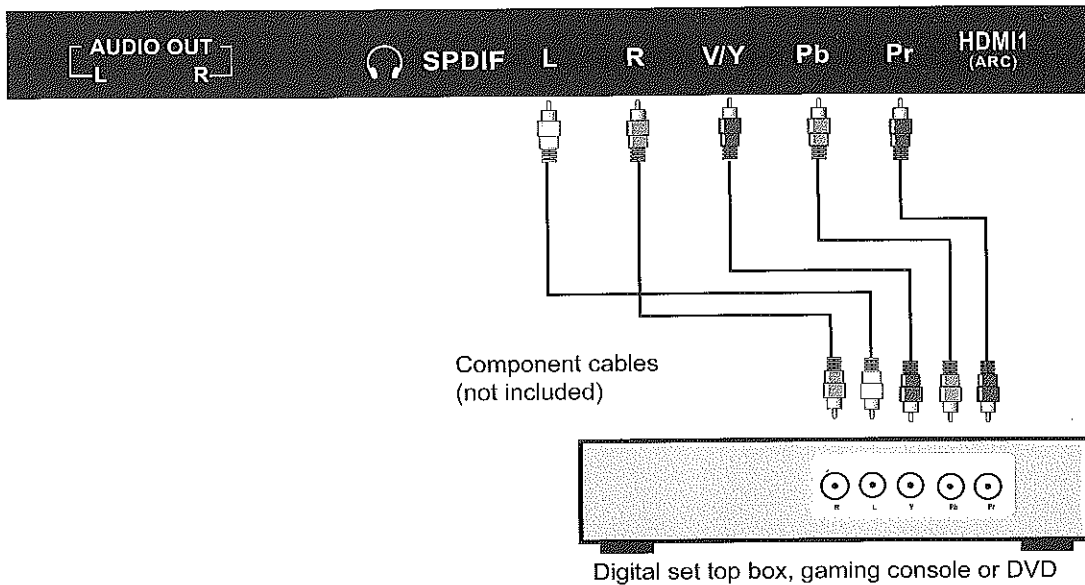 AUDIO OUT
L R
SPDIF L R V/Y Pb Pr HDMI1
(ARC)
Component cables
(not included)
R L Y Pb Pr
Digital set top box, gaming console or DVD